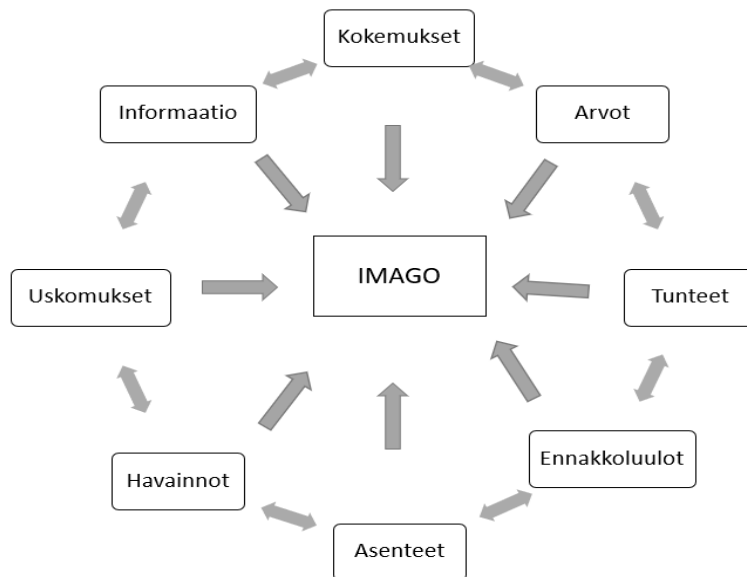 Kokemukset
Informaatio
Arvot
Uskomukset
IMAGO
Tunteet
Havainnot
Ennakkoluulot
Asenteet